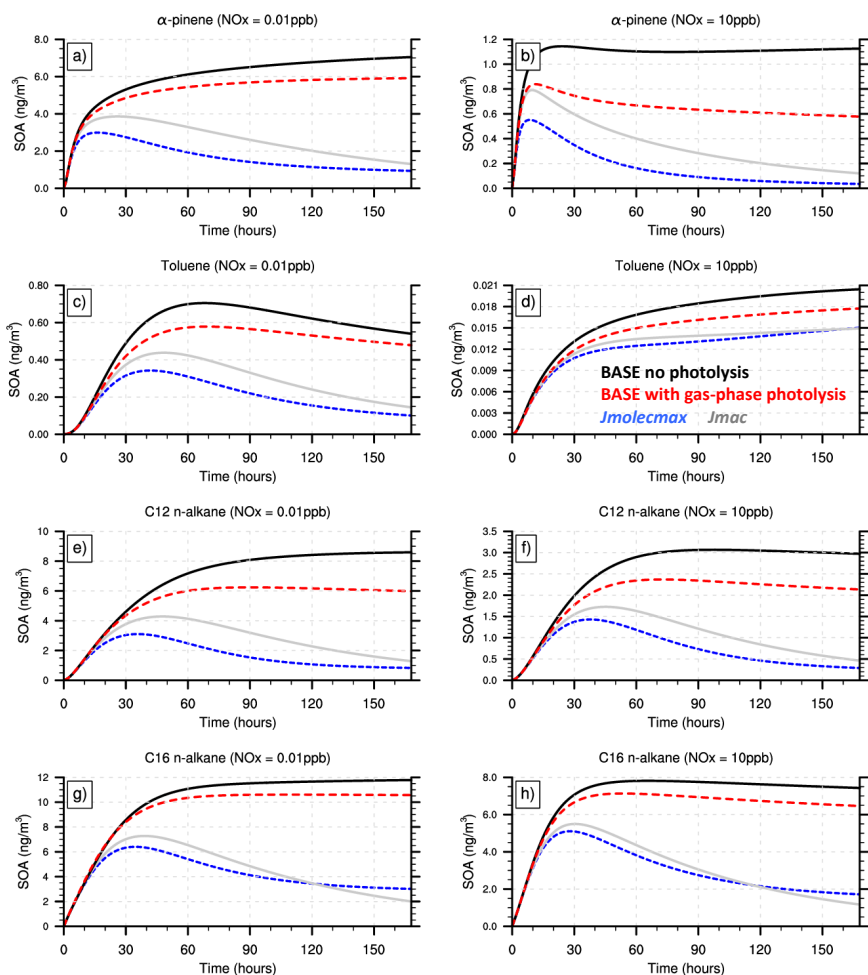 α-pinene (NOx = 0.01ppb)
a)
SOA (ng/m³)
8.0
6.0
4.0
2.0
0.0
0 30 60 90 120 150
Time (hours)
α-pinene (NOx = 10ppb)
b)
SOA (ng/m³)
1.2
1.0
0.8
0.6
0.4
0.2
0.0
0 30 60 90 120 150
Time (hours)
Toluene (NOx = 0.01ppb)
c)
SOA (ng/m³)
0.80
0.60
0.40
0.20
0.00
0 30 60 90 120 150
Time (hours)
Toluene (NOx = 10ppb)
d)
SOA (ng/m³)
0.021
0.018
0.015
0.012
0.009
0.006
0.003
0.000
BASE no photolysis
BASE with gas-phase photolysis
Jmolecmax Jmac
0 30 60 90 120 150
Time (hours)
C12 n-alkane (NOx = 0.01ppb)
e)
SOA (ng/m³)
10
8
6
4
2
0
0 30 60 90 120 150
Time (hours)
C12 n-alkane (NOx = 10ppb)
f)
SOA (ng/m³)
3.5
3.0
2.5
2.0
1.5
1.0
0.5
0.0
0 30 60 90 120 150
Time (hours)
C16 n-alkane (NOx = 0.01ppb)
g)
SOA (ng/m³)
12
10
8
6
4
2
0
0 30 60 90 120 150
Time (hours)
C16 n-alkane (NOx = 10ppb)
h)
SOA (ng/m³)
8.0
6.0
4.0
2.0
0.0
0 30 60 90 120 150
Time (hours)